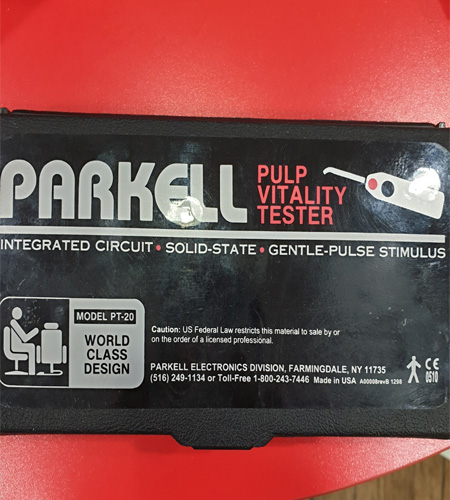 PARKELL
PULP
VITALITY
TESTER
INTEGRATED CIRCUIT • SOLID-STATE • GENTLE-PULSE STIMULUS
MODEL PT-20
WORLD
CLASS
DESIGN
Caution: US Federal Law restricts this material to sale by or
on the order of a licensed professional.
PARKELL ELECTRONICS DIVISION, FARMINGDALE, NY 11735
(516) 249-1134 or Toll-Free 1-800-243-7446 Made in USA A00008revB 1298
CE
0510